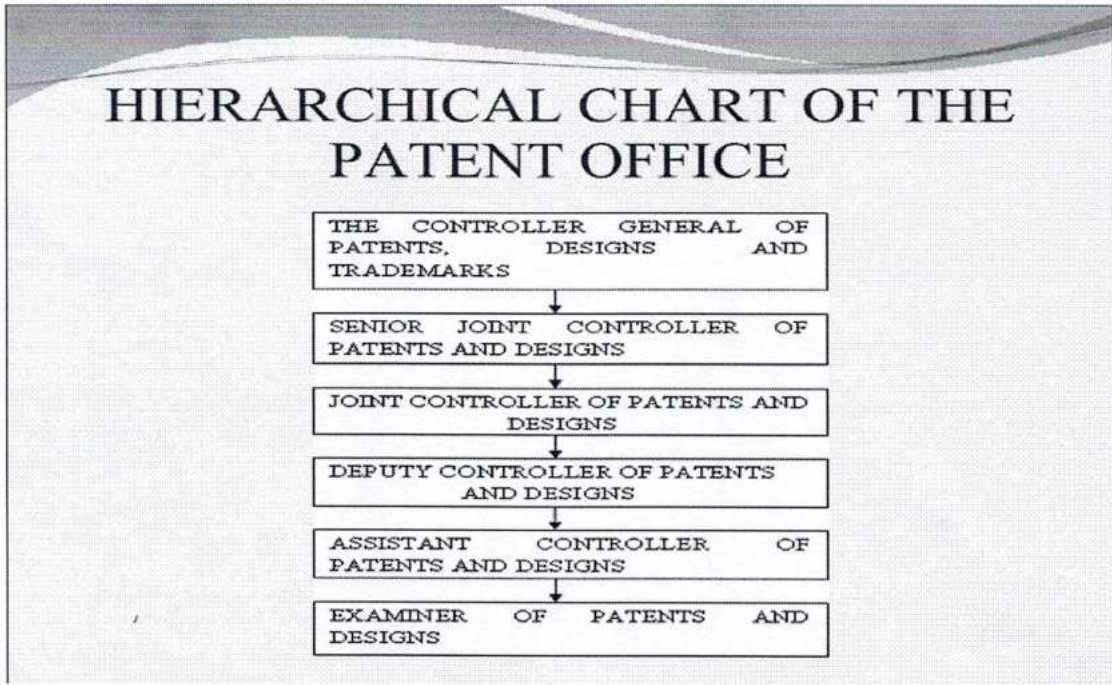 HIERARCHICAL CHART OF THE
PATENT OFFICE
THE CONTROLLER GENERAL OF
PATENTS, DESIGNS AND
TRADEMARKS
SENIOR JOINT CONTROLLER OF
PATENTS AND DESIGNS
JOINT CONTROLLER OF PATENTS AND
DESIGNS
DEPUTY CONTROLLER OF PATENTS
AND DESIGNS
ASSISTANT CONTROLLER OF
PATENTS AND DESIGNS
EXAMINER OF PATENTS AND
DESIGNS